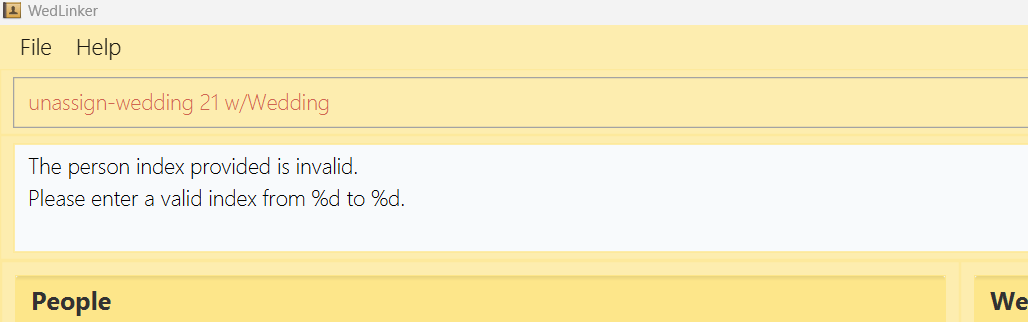 WedLinker
File Help
unassign-wedding 21 w/Wedding
The person index provided is invalid.
Please enter a valid index from %d to %d.
People
We